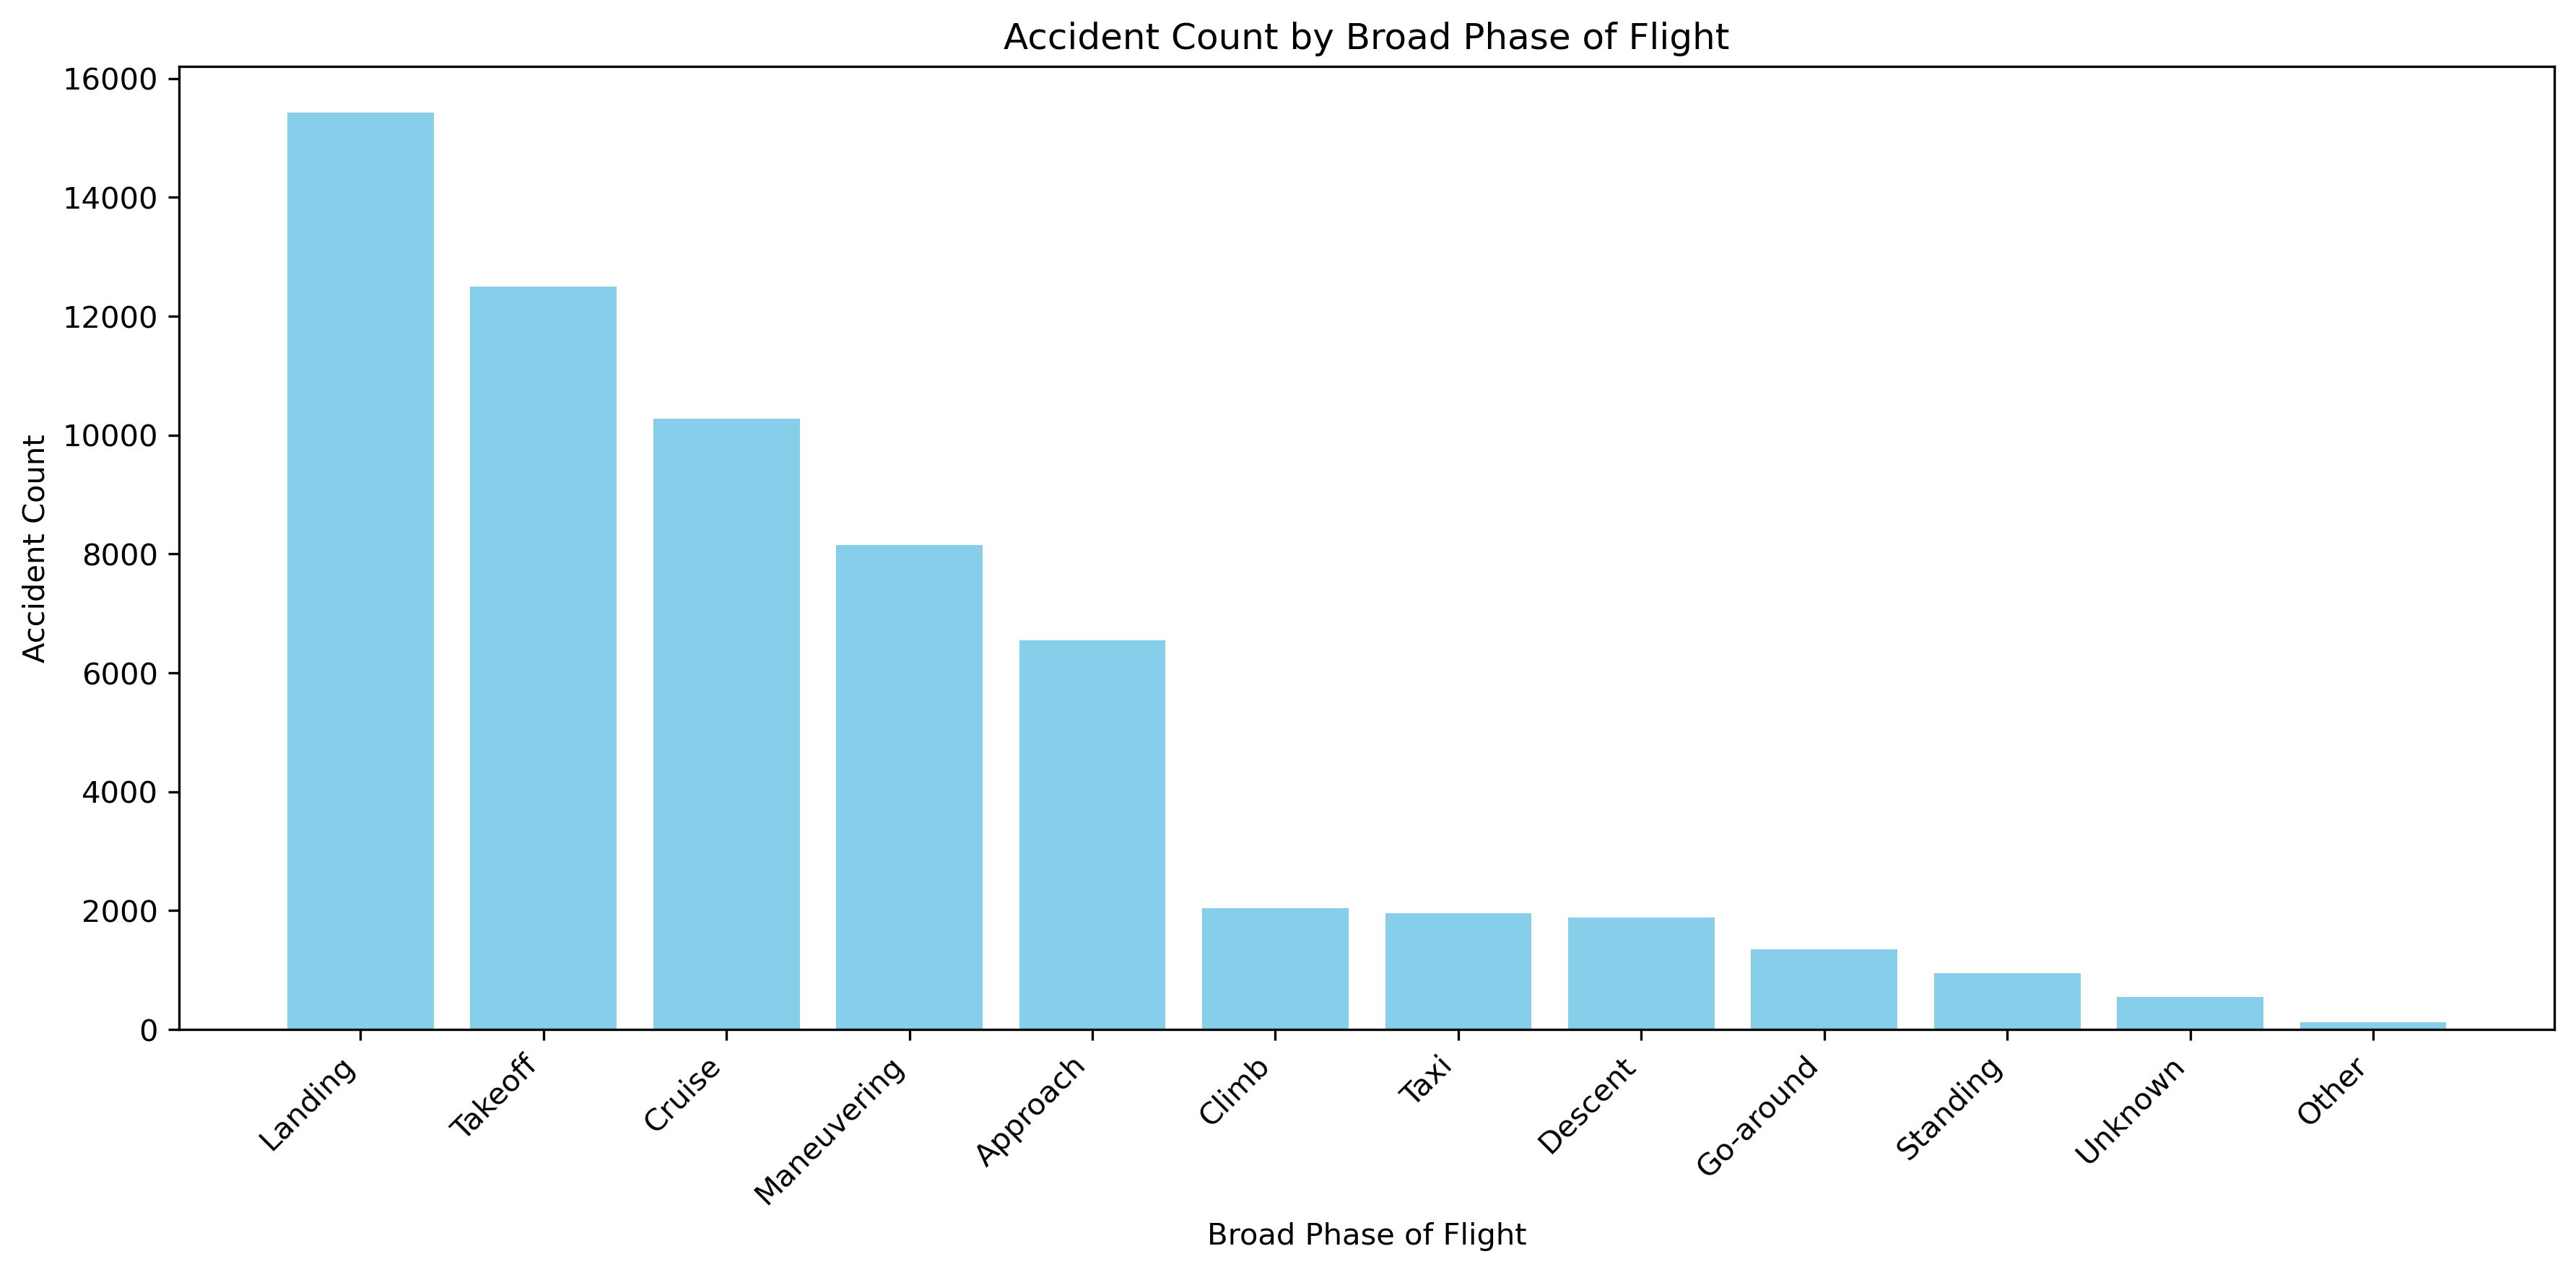 Accident Count by Broad Phase of Flight
16000
14000
12000
10000
8000
6000
4000
2000
0
Accident Count
Landing
Takeoff
Cruise
Maneuvering
Approach
Climb
Taxi
Descent
Go-around
Standing
Unknown
Other
Broad Phase of Flight